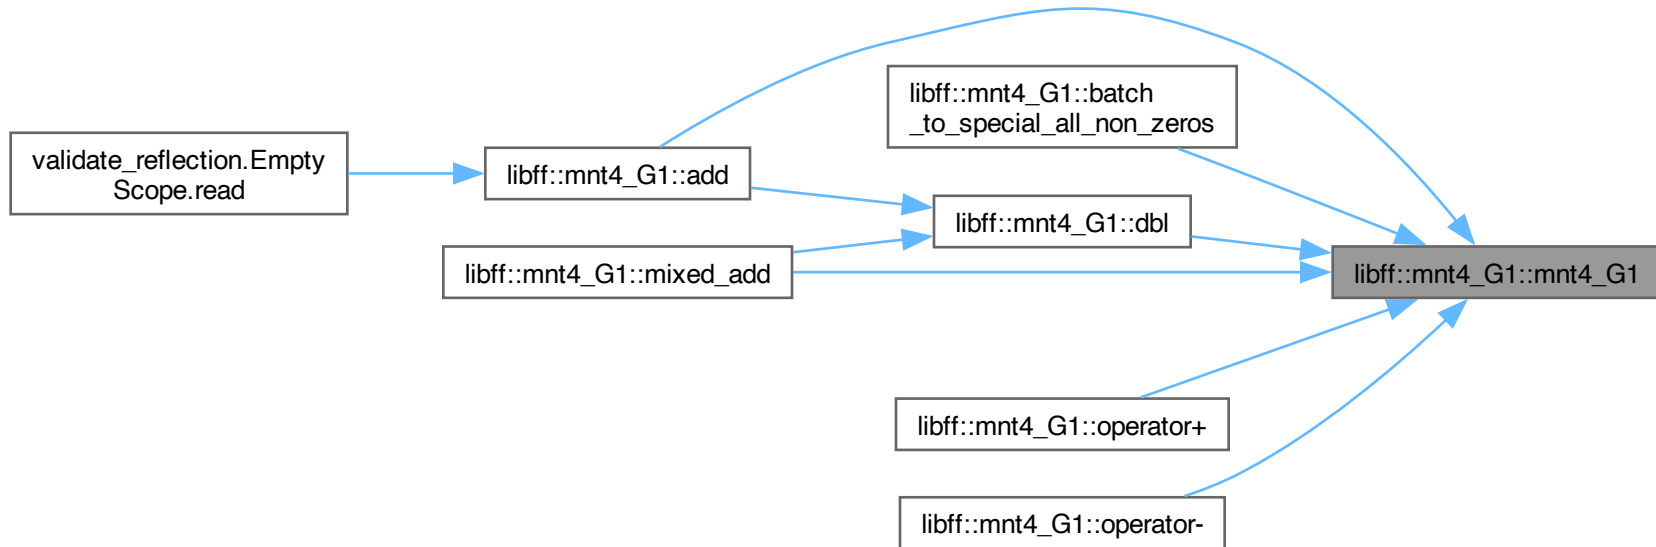 validate_reflection.Empty
Scope.read
libff::mnt4_G1::add
libff::mnt4_G1::mixed_add
libff::mnt4_G1::batch
_to_special_all_non_zeros
libff::mnt4_G1::dbl
libff::mnt4_G1::operator+
libff::mnt4_G1::operator-
libff::mnt4_G1::mnt4_G1